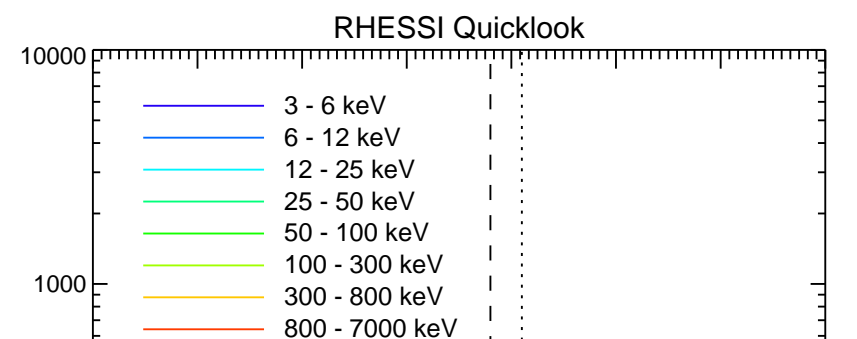 RHESSI Quicklook
10000
3 - 6 keV
6 - 12 keV
12 - 25 keV
25 - 50 keV
50 - 100 keV
100 - 300 keV
1000
300 - 800 keV
800 - 7000 keV